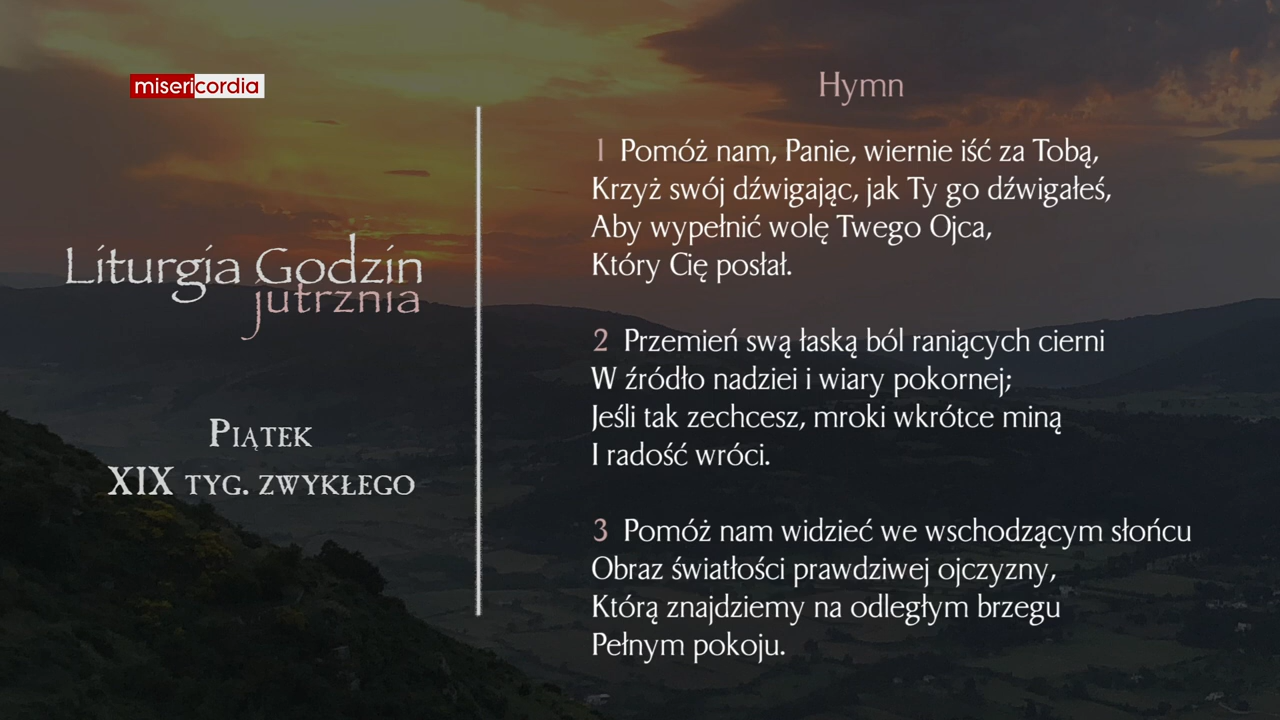 misericordia
Liturgia Godzin
jutrznia
Piątek
XIX tyg. zwykłego
Hymn
1 Pomóż nam, Panie, wiernie iść za Tobą,
Krzyż swój dźwigając, jak Ty go dźwigałeś,
Aby wypełnić wolę Twego Ojca,
Który Cię posłał.
2 Przemień swą łaską ból raniących cierni
W źródło nadziei i wiary pokornej;
Jeśli tak zechcesz, mroki wkrótce miną
I radość wróci.
3 Pomóż nam widzieć we wschodzącym słońcu
Obraz światłości prawdziwej ojczyzny,
Którą znajdziemy na odległym brzegu
Pełnym pokoju.